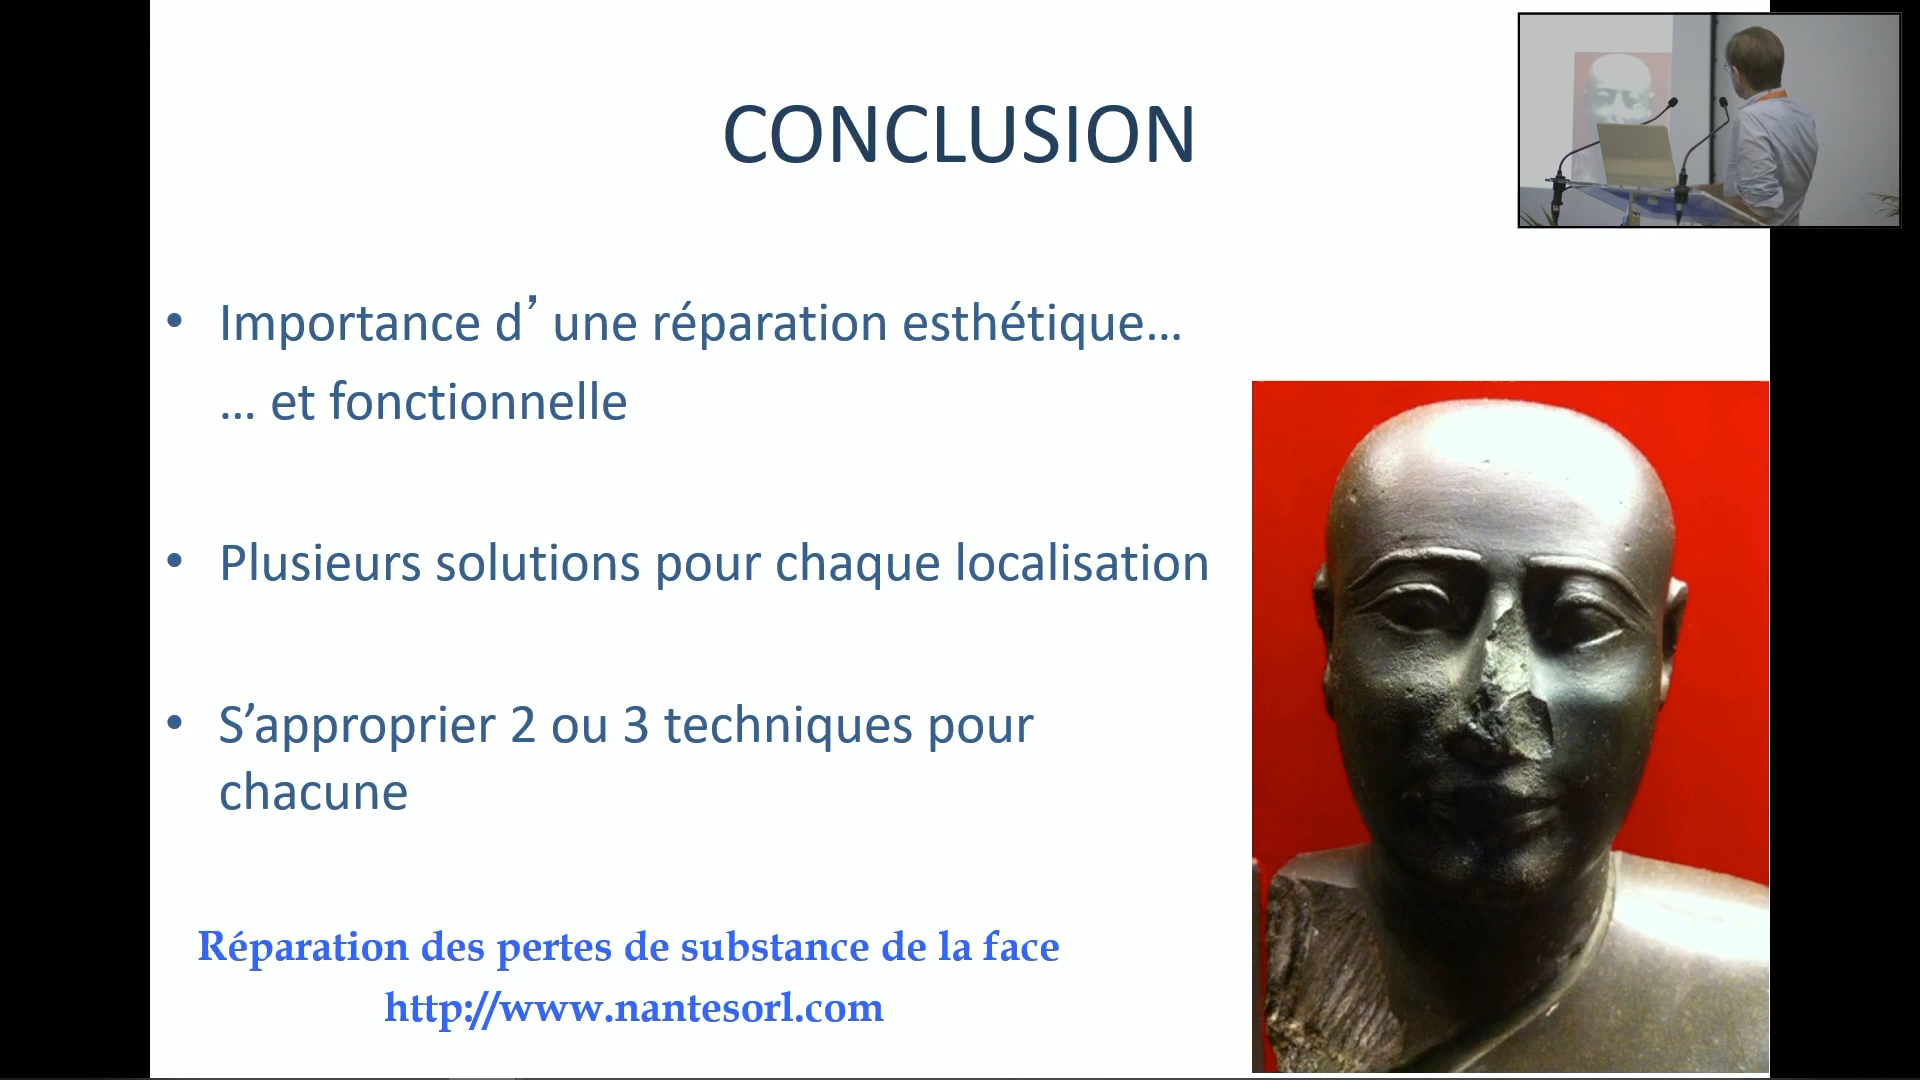 CONCLUSION
• Importance d’une réparation esthétique…
… et fonctionnelle
• Plusieurs solutions pour chaque localisation
• S’approprier 2 ou 3 techniques pour
chacune
Réparation des pertes de substance de la face
http://www.nantesorl.com